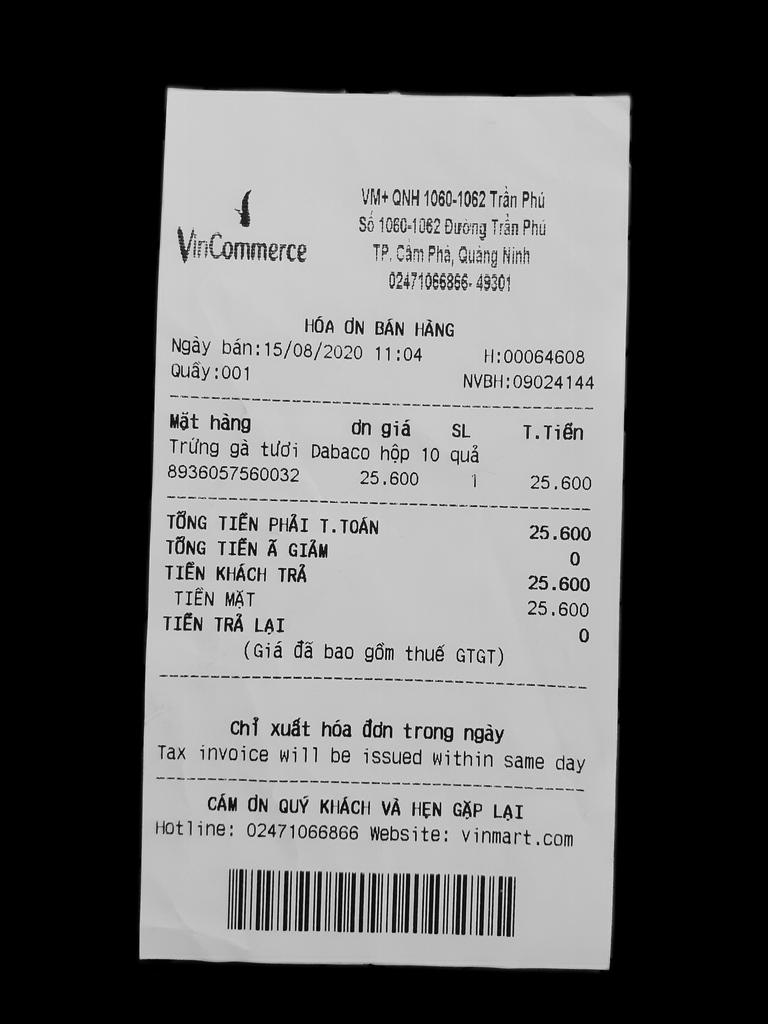 VinCommerce
VM+ QNH 1060-1062 Trần Phú
Số 1060-1062 Đường Trần Phú
TP. Cẩm Phả, Quảng Ninh
02471066866- 49301
HÓA ƠN BÁN HÀNG
Ngày bán:15/08/2020 11:04 H:00064608
Quầy:001 NVBH:09024144
Mặt hàng ơn giá SL T.Tiền
Trứng gà tươi Dabaco hộp 10 quả
8936057560032 25.600 1 25.600
TỔNG TIỀN PHẢI T.TOÁN 25.600
TỔNG TIỀN Ã GIẢM 0
TIỀN KHÁCH TRẢ 25.600
TIỀN MẶT 25.600
TIỀN TRẢ LẠI 0
(Giá đã bao gồm thuế GTGT)
Chỉ xuất hóa đơn trong ngày
Tax invoice will be issued within same day
CÁM ƠN QUÝ KHÁCH VÀ HẸN GẶP LẠI
Hotline: 02471066866 Website: vinmart.com